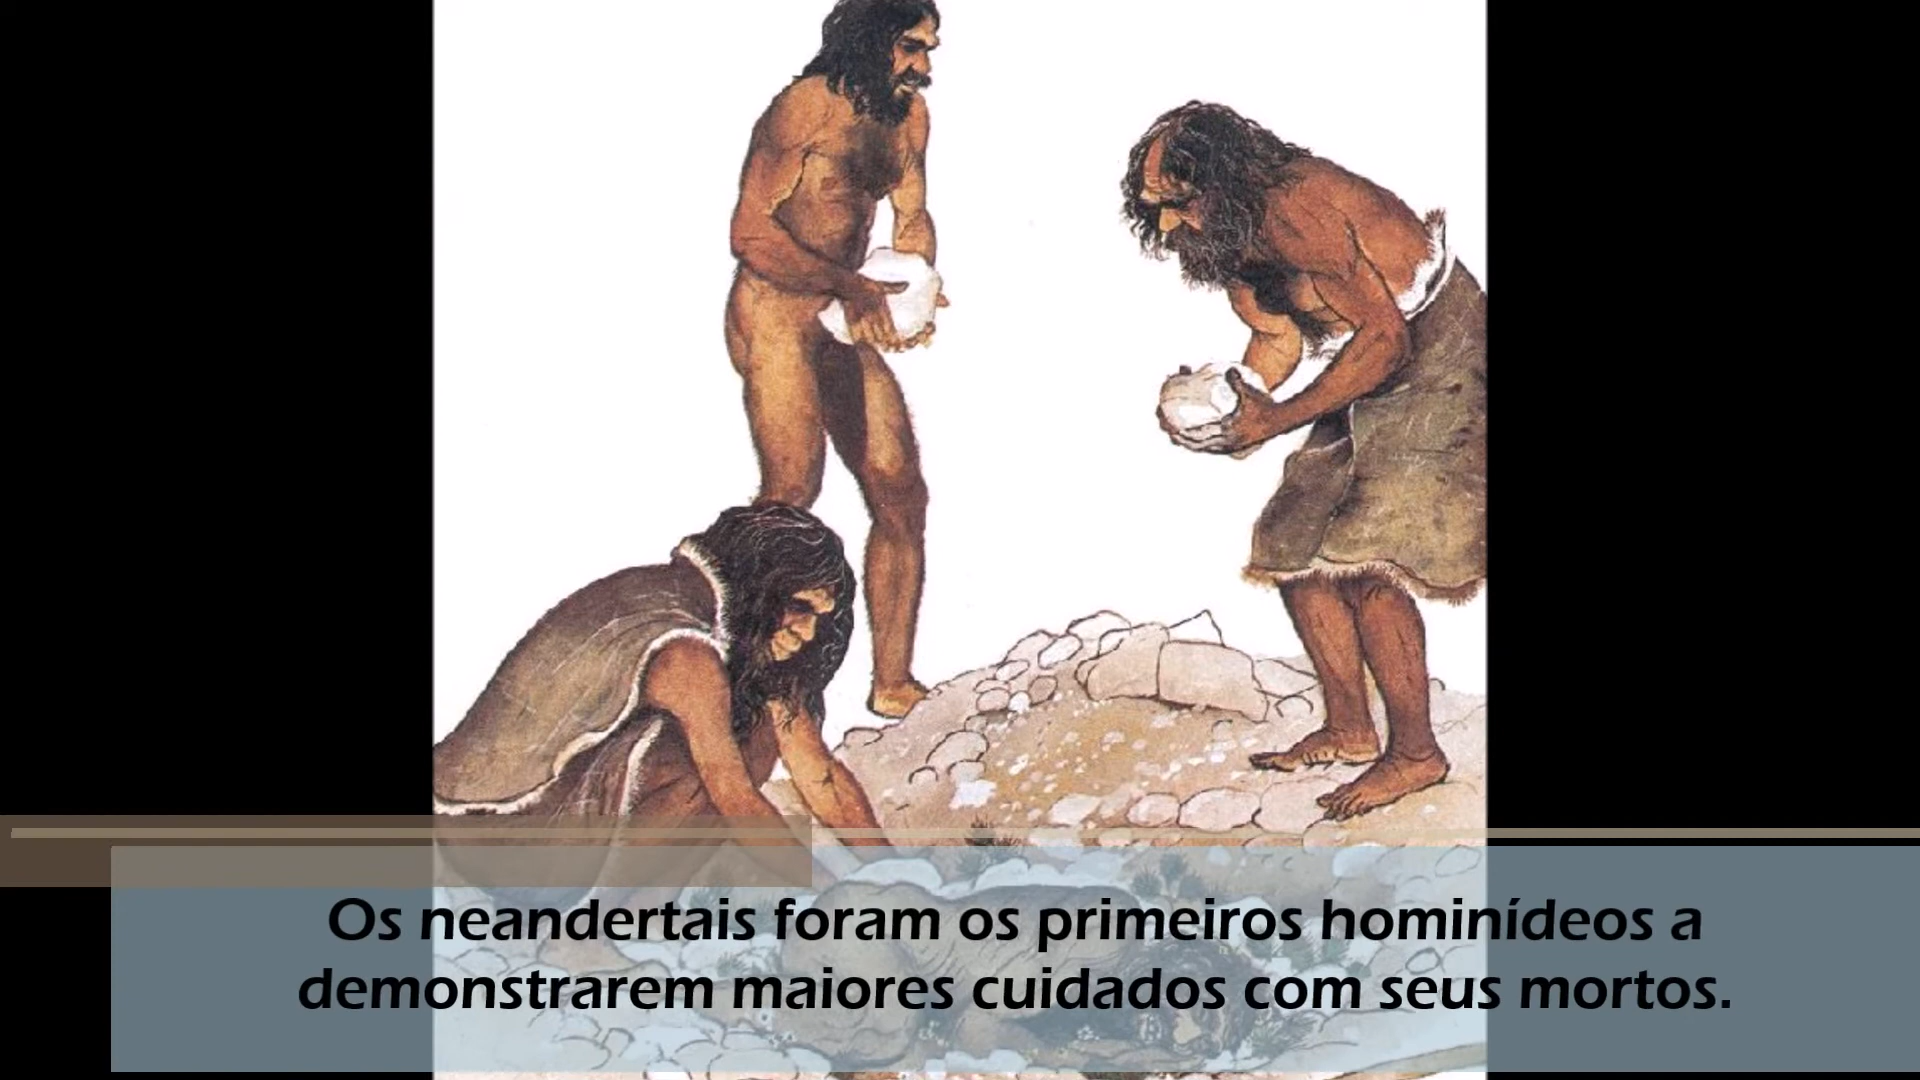 Os neandertais foram os primeiros hominídeos a
demonstrarem maiores cuidados com seus mortos.